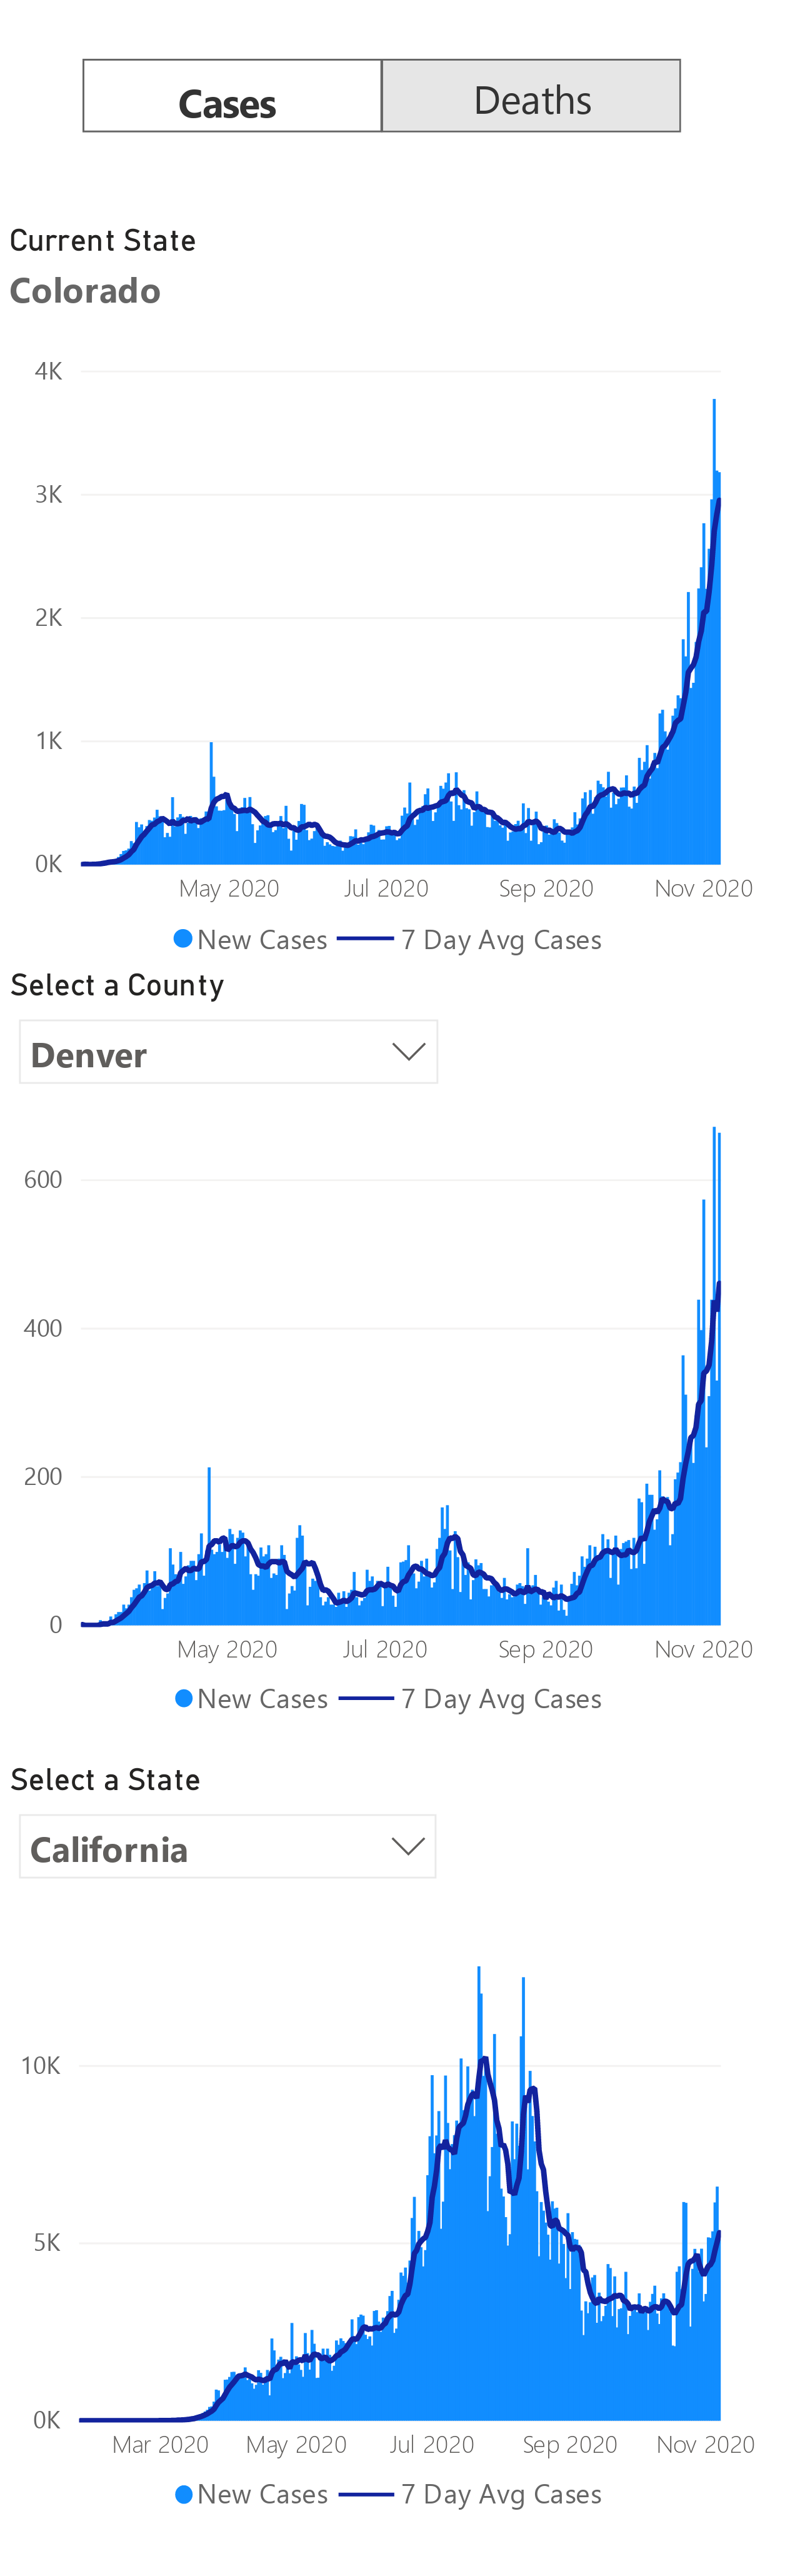 Cases Deaths
Current State
Colorado
4K
3K
2K
1K
0K
May 2020 Jul 2020 Sep 2020 Nov 2020
New Cases 7 Day Avg Cases
Select a County
Denver
600
400
200
0
May 2020 Jul 2020 Sep 2020 Nov 2020
New Cases 7 Day Avg Cases
Select a State
California
10K
5K
0K
Mar 2020 May 2020 Jul 2020 Sep 2020 Nov 2020
New Cases 7 Day Avg Cases